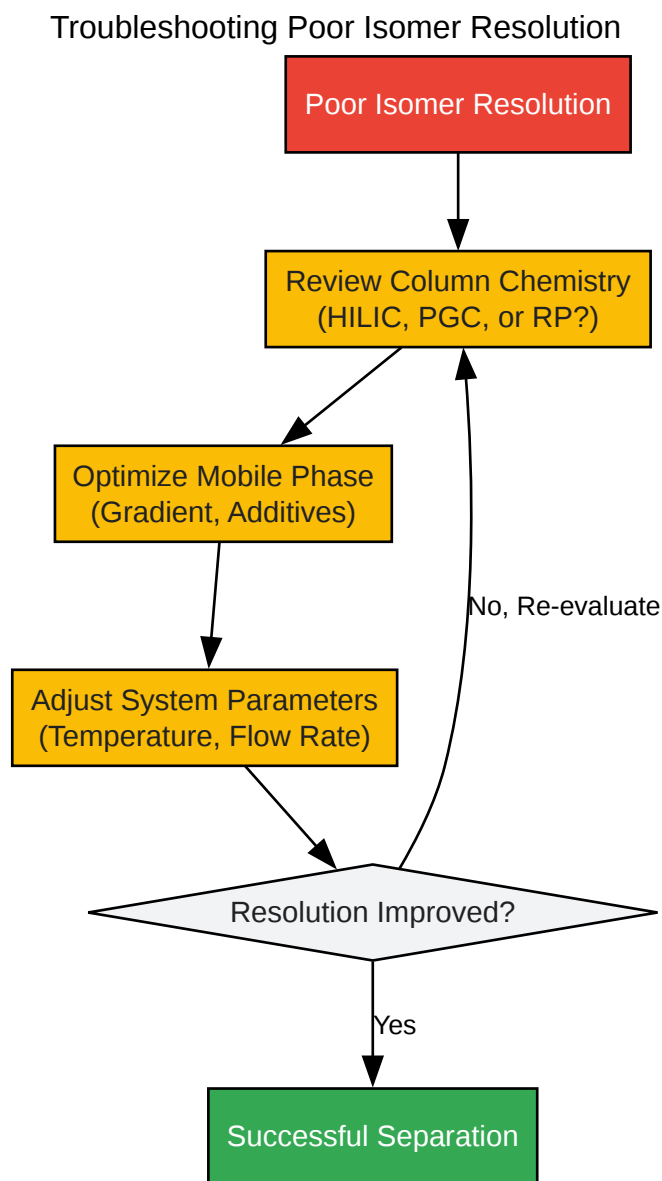 Troubleshooting Poor Isomer Resolution
Poor Isomer Resolution
Review Column Chemistry
(HILIC, PGC, or RP?)
Optimize Mobile Phase
(Gradient, Additives)
No, Re-evaluate
Adjust System Parameters
(Temperature, Flow Rate)
Resolution Improved?
Yes
Successful Separation